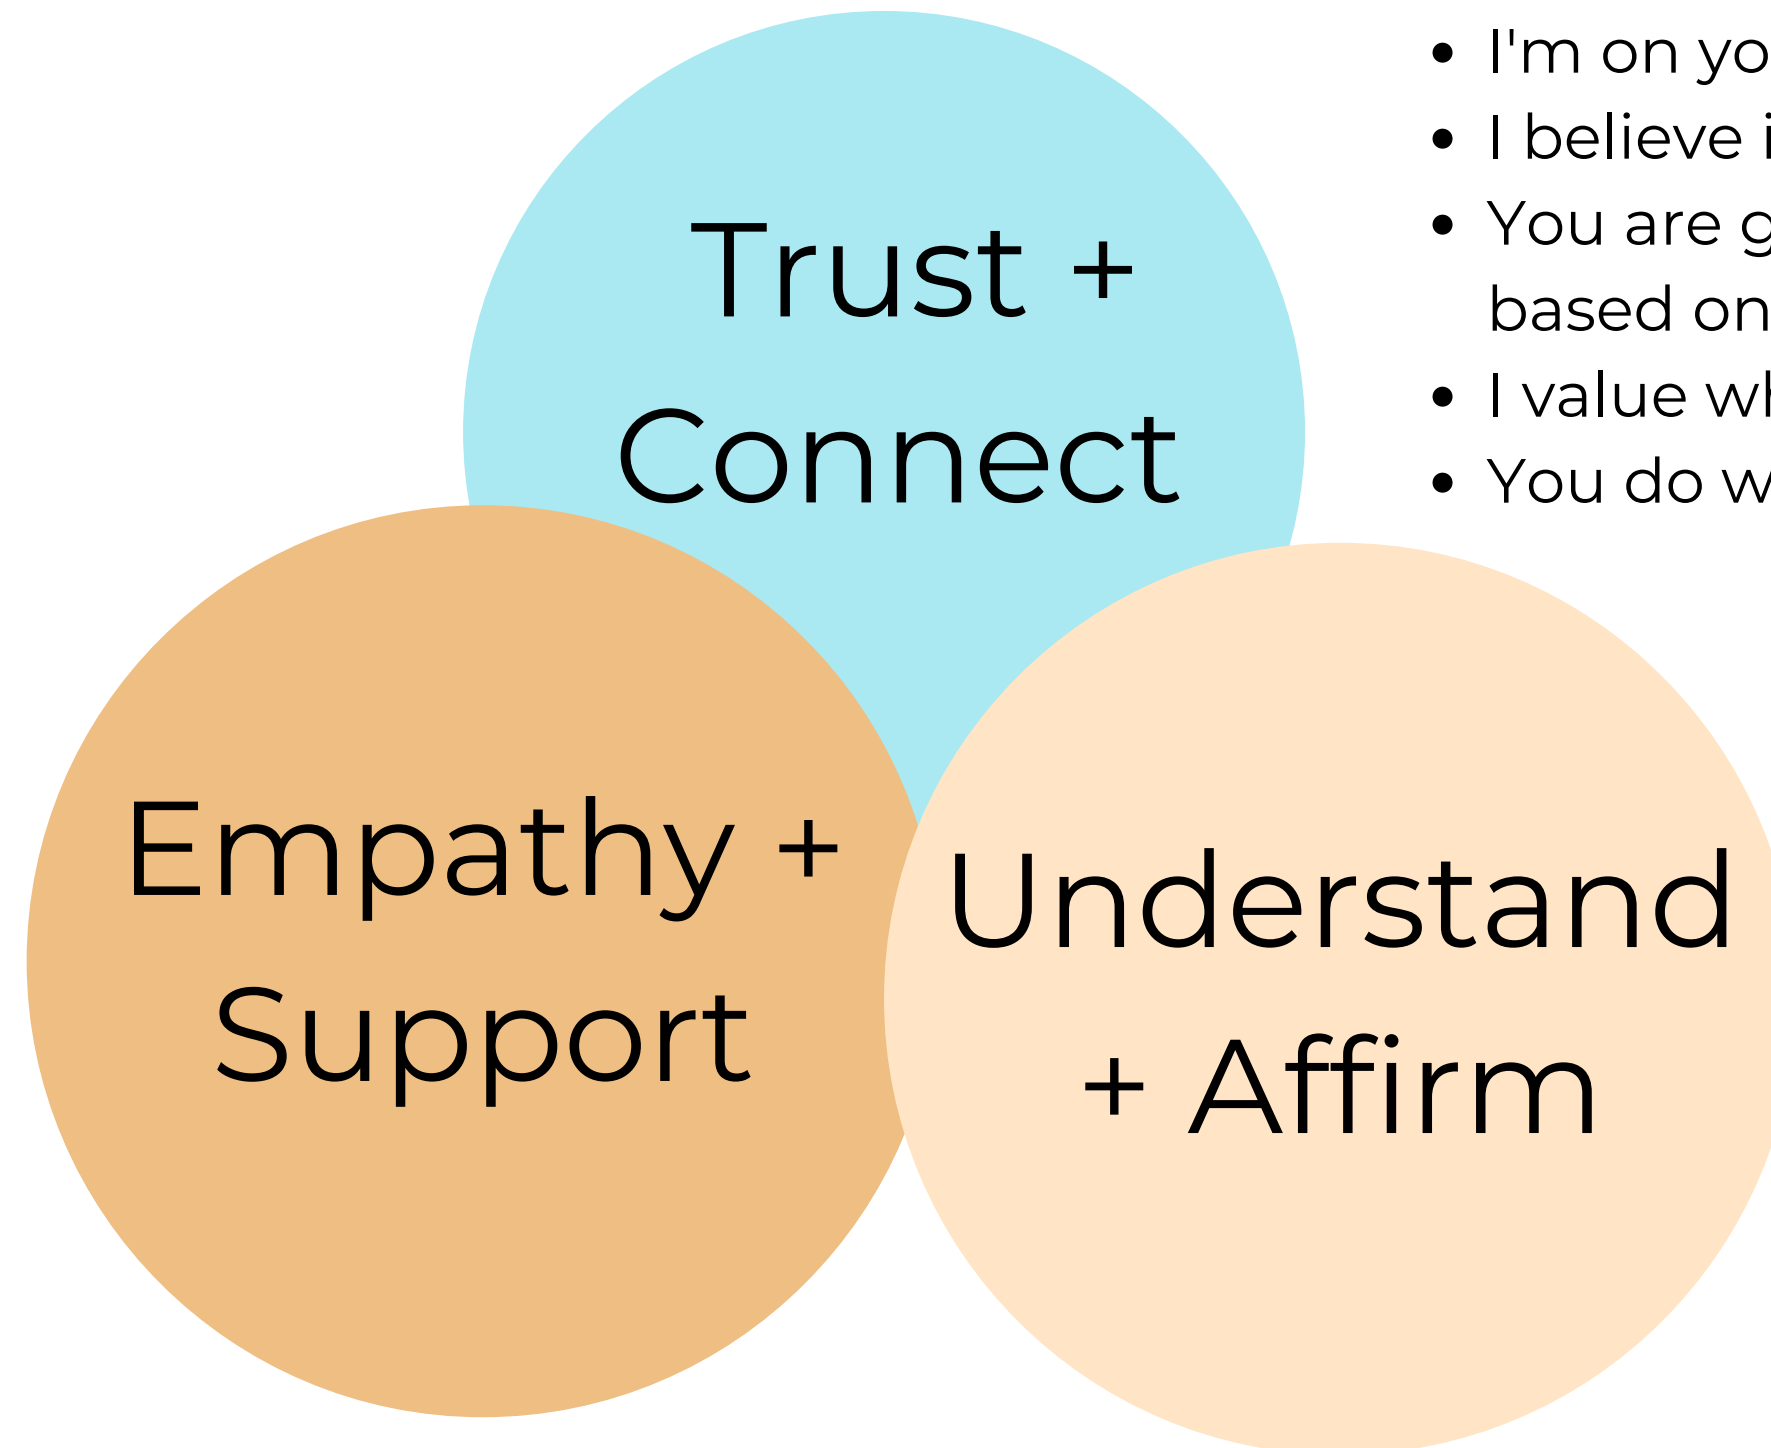 • I'm on yo
• I believe i
• You are g
based on
• I value wh
• You do w
Trust +
Connect
Empathy +
Support
Understand
+ Affirm